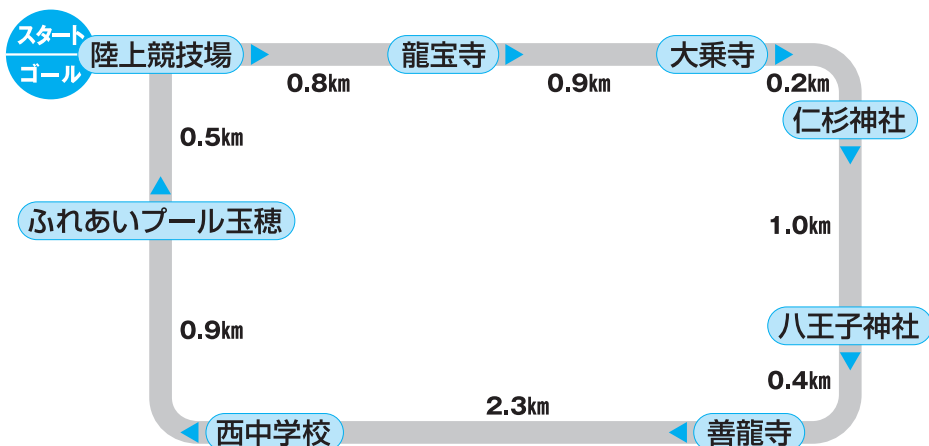 スタート
ゴール
陸上競技場
0.8㎞
龍宝寺
0.9㎞
大乗寺
0.2㎞
仁杉神社
1.0㎞
八王子神社
0.4㎞
善龍寺
2.3㎞
西中学校
0.9㎞
ふれあいプール玉穂
0.5㎞